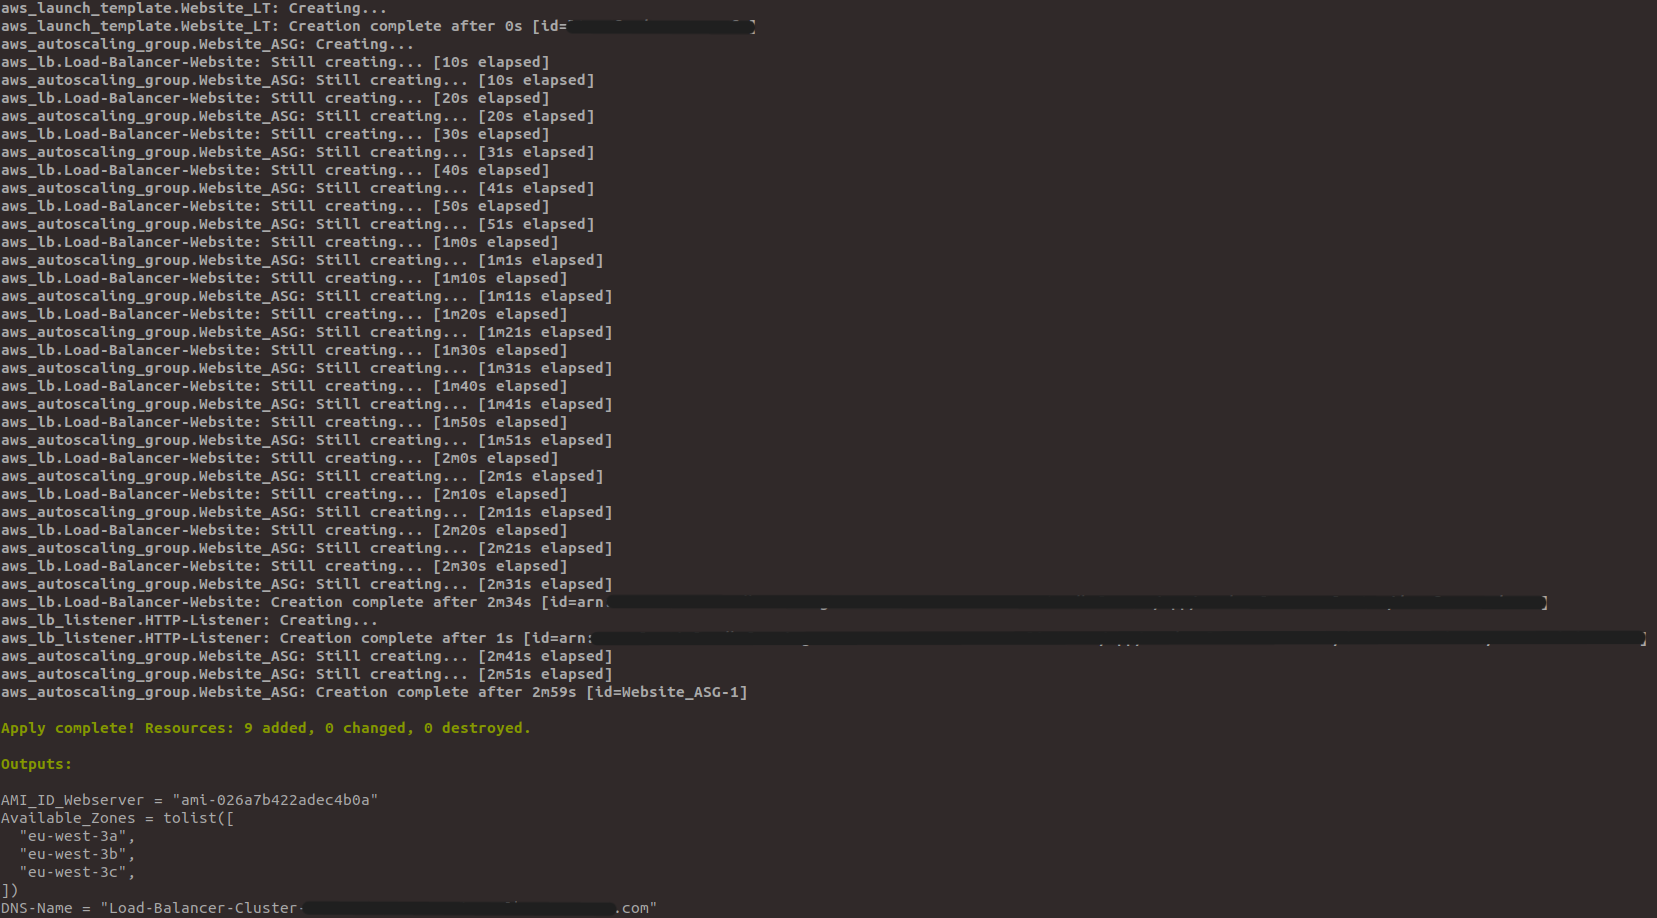 aws_launch_template.Website_LT: Creating...
aws_launch_template.Website_LT: Creation complete after 0s [id=]
aws_autoscaling_group.Website_ASG: Creating...
aws_lb.Load-Balancer-Website: Still creating... [10s elapsed]
aws_autoscaling_group.Website_ASG: Still creating... [10s elapsed]
aws_lb.Load-Balancer-Website: Still creating... [20s elapsed]
aws_autoscaling_group.Website_ASG: Still creating... [20s elapsed]
aws_lb.Load-Balancer-Website: Still creating... [30s elapsed]
aws_autoscaling_group.Website_ASG: Still creating... [31s elapsed]
aws_lb.Load-Balancer-Website: Still creating... [40s elapsed]
aws_autoscaling_group.Website_ASG: Still creating... [41s elapsed]
aws_lb.Load-Balancer-Website: Still creating... [50s elapsed]
aws_autoscaling_group.Website_ASG: Still creating... [51s elapsed]
aws_lb.Load-Balancer-Website: Still creating... [1m0s elapsed]
aws_autoscaling_group.Website_ASG: Still creating... [1m1s elapsed]
aws_lb.Load-Balancer-Website: Still creating... [1m10s elapsed]
aws_autoscaling_group.Website_ASG: Still creating... [1m11s elapsed]
aws_lb.Load-Balancer-Website: Still creating... [1m20s elapsed]
aws_autoscaling_group.Website_ASG: Still creating... [1m21s elapsed]
aws_lb.Load-Balancer-Website: Still creating... [1m30s elapsed]
aws_autoscaling_group.Website_ASG: Still creating... [1m31s elapsed]
aws_lb.Load-Balancer-Website: Still creating... [1m40s elapsed]
aws_autoscaling_group.Website_ASG: Still creating... [1m41s elapsed]
aws_lb.Load-Balancer-Website: Still creating... [1m50s elapsed]
aws_autoscaling_group.Website_ASG: Still creating... [1m51s elapsed]
aws_lb.Load-Balancer-Website: Still creating... [2m0s elapsed]
aws_autoscaling_group.Website_ASG: Still creating... [2m1s elapsed]
aws_lb.Load-Balancer-Website: Still creating... [2m10s elapsed]
aws_autoscaling_group.Website_ASG: Still creating... [2m11s elapsed]
aws_lb.Load-Balancer-Website: Still creating... [2m20s elapsed]
aws_autoscaling_group.Website_ASG: Still creating... [2m21s elapsed]
aws_lb.Load-Balancer-Website: Still creating... [2m30s elapsed]
aws_autoscaling_group.Website_ASG: Still creating... [2m31s elapsed]
aws_lb.Load-Balancer-Website: Creation complete after 2m34s [id=arn:]
aws_lb_listener.HTTP-Listener: Creating...
aws_lb_listener.HTTP-Listener: Creation complete after 1s [id=arn:]
aws_autoscaling_group.Website_ASG: Still creating... [2m41s elapsed]
aws_autoscaling_group.Website_ASG: Still creating... [2m51s elapsed]
aws_autoscaling_group.Website_ASG: Creation complete after 2m59s [id=Website_ASG-1]
Apply complete! Resources: 9 added, 0 changed, 0 destroyed.
Outputs:
AMI_ID_Webserver = "ami-026a7b422adec4b0a"
Available_Zones = tolist([
"eu-west-3a",
"eu-west-3b",
"eu-west-3c",
])
DNS-Name = "Load-Balancer-Cluster-.com"